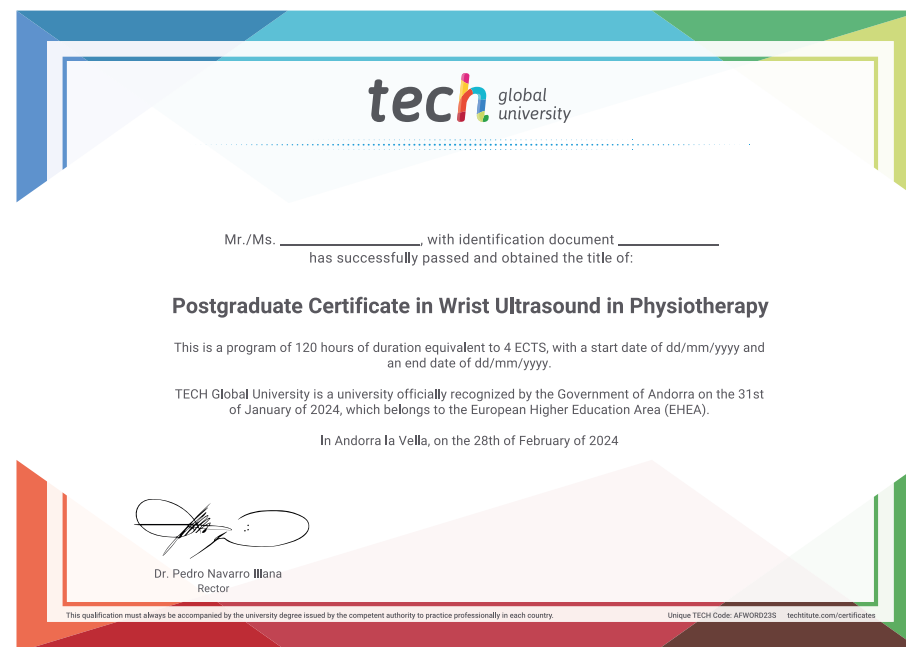 tech global
university
Mr./Ms. ____________, with identification document ____________
has successfully passed and obtained the title of:
Postgraduate Certificate in Wrist Ultrasound in Physiotherapy
This is a program of 120 hours of duration equivalent to 4 ECTS, with a start date of dd/mm/yyyy and
an end date of dd/mm/yyyy.
TECH Global University is a university officially recognized by the Government of Andorra on the 31st
of January of 2024, which belongs to the European Higher Education Area (EHEA).
In Andorra la Vella, on the 28th of February of 2024
Dr. Pedro Navarro Illana
Rector
This qualification must always be accompanied by the university degree issued by the competent authority to practice professionally in each country.
Unique TECH Code: AFWORD23S techtitute.com/certificates